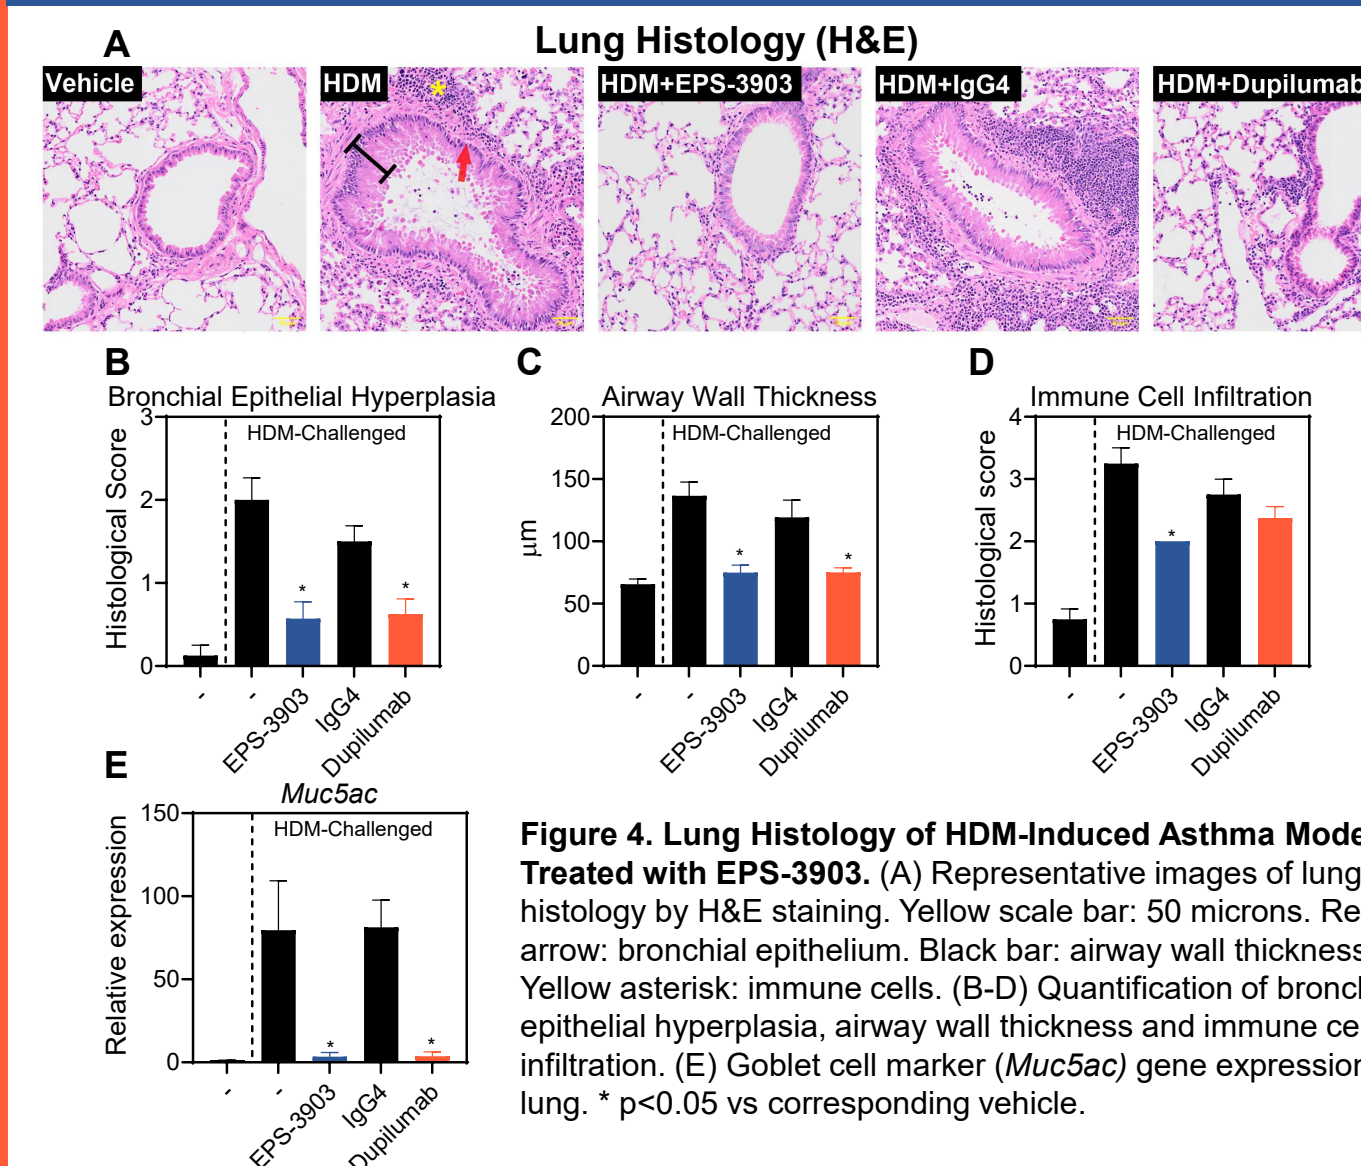 A
Lung Histology (H&E)
Vehicle
HDM
*
HDM+EPS-3903
HDM+IgG4
HDM+Dupilumab
B
Bronchial Epithelial Hyperplasia
HDM-Challenged
Histological Score
3
2
1
0
*
*
-
-
EPS-3903
IgG4
Dupilumab
C
Airway Wall Thickness
HDM-Challenged
μm
200
150
100
50
0
*
*
-
-
EPS-3903
IgG4
Dupilumab
D
Immune Cell Infiltration
HDM-Challenged
Histological score
4
3
2
1
0
*
-
-
EPS-3903
IgG4
Dupilumab
E
Muc5ac
HDM-Challenged
Relative expression
150
100
50
0
*
*
-
-
EPS-3903
IgG4
Dupilumab
Figure 4. Lung Histology of HDM-Induced Asthma Mode
Treated with EPS-3903. (A) Representative images of lung
histology by H&E staining. Yellow scale bar: 50 microns. Re
arrow: bronchial epithelium. Black bar: airway wall thickness
Yellow asterisk: immune cells. (B-D) Quantification of bronc
epithelial hyperplasia, airway wall thickness and immune ce
infiltration. (E) Goblet cell marker (Muc5ac) gene expression
lung. * p<0.05 vs corresponding vehicle.